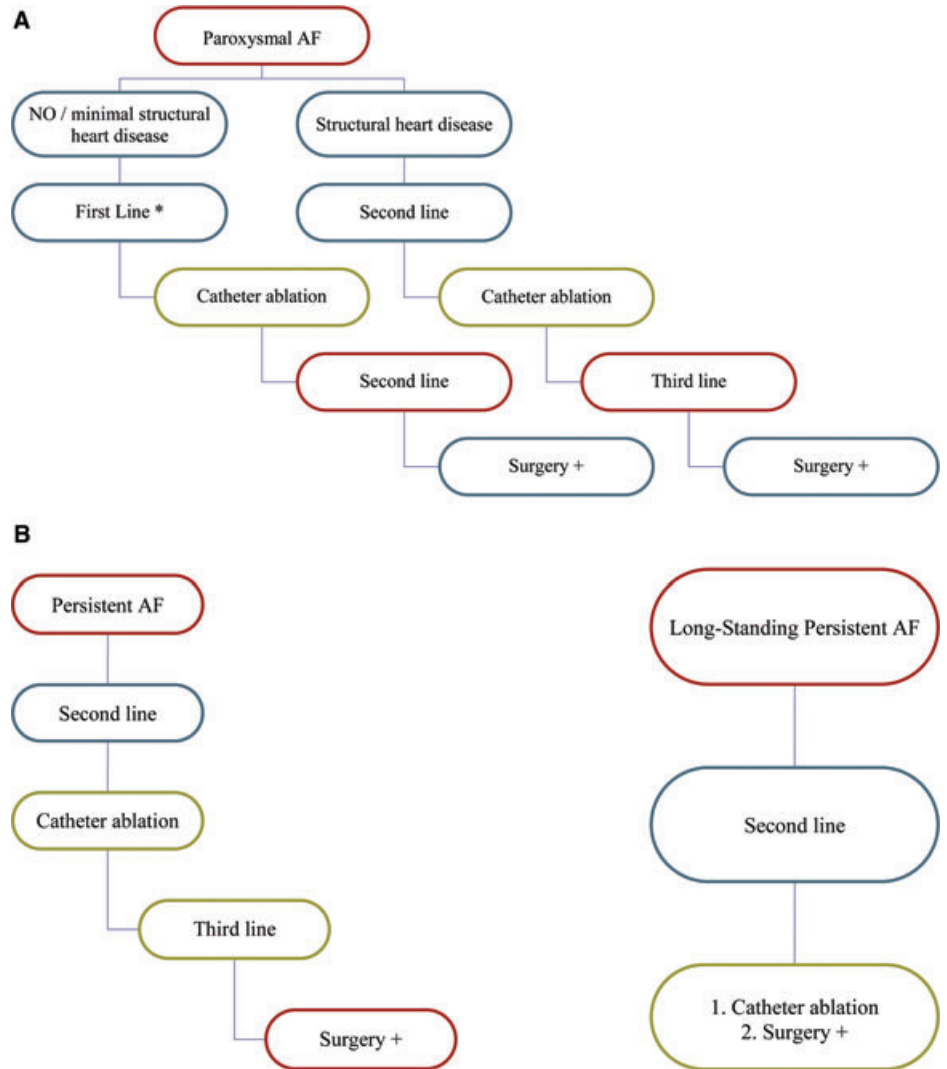 A
Paroxysmal AF
NO / minimal structural
heart disease
Structural heart disease
First Line *
Second line
Catheter ablation
Catheter ablation
Second line
Third line
Surgery +
Surgery +
B
Persistent AF
Long-Standing Persistent AF
Second line
Second line
Catheter ablation
Third line
1. Catheter ablation
2. Surgery +
Surgery +